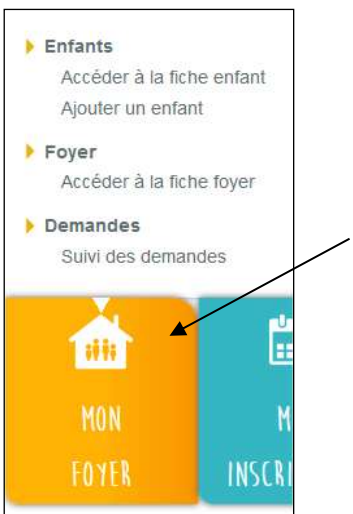 Enfants
Accéder à la fiche enfant
Ajouter un enfant
Foyer
Accéder à la fiche foyer
Demandes
Suivi des demandes
MON
FOYER
M
INSCRI